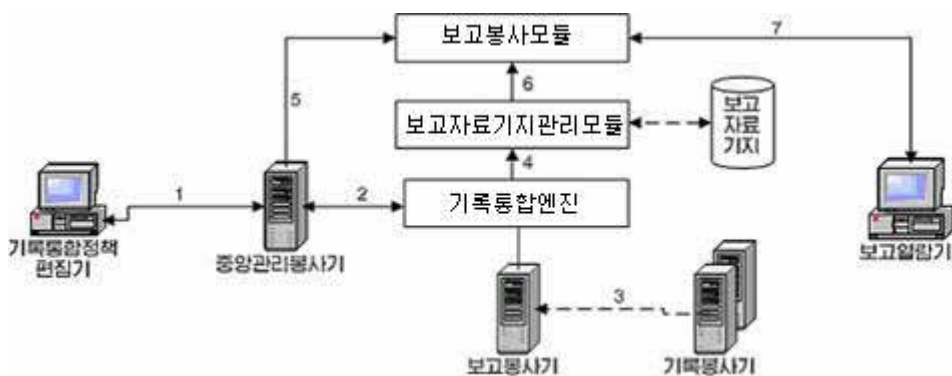 보고봉사모듈
7
5
6
보고자료기지관리모듈
보고
자료
기지
4
1
2
기록통합엔진
기록통합정책
편집기
중앙관리봉사기
보고열람기
3
보고봉사기
기록봉사기